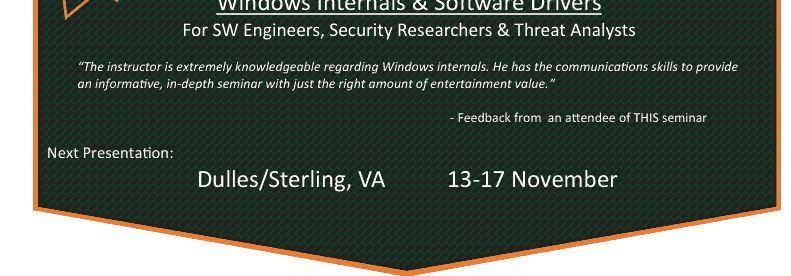 Windows Internals & Software Drivers
For SW Engineers, Security Researchers & Threat Analysts
“The instructor is extremely knowledgeable regarding Windows internals. He has the communications skills to provide
an informative, in-depth seminar with just the right amount of entertainment value.”
- Feedback from  an attendee of THIS seminar
Next Presentation:
Dulles/Sterling, VA 13-17 November